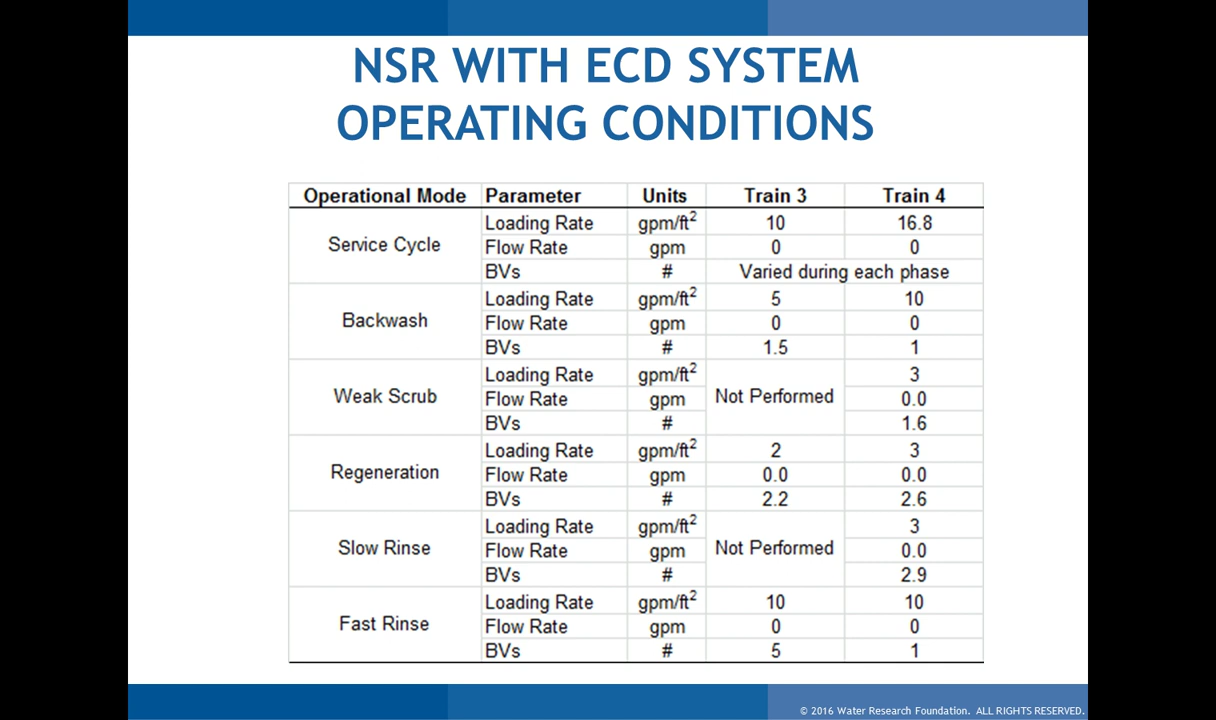 NSR WITH ECD SYSTEM
OPERATING CONDITIONS
Operational Mode Parameter Units Train 3 Train 4
Service Cycle
Loading Rate gpm/ft² 10 16.8
Flow Rate gpm 0 0
BVs # Varied during each phase
Backwash
Loading Rate gpm/ft² 5 10
Flow Rate gpm 0 0
BVs # 1.5 1
Weak Scrub
Not Performed
Loading Rate gpm/ft² 3
Flow Rate gpm 0.0
BVs # 1.6
Regeneration
Loading Rate gpm/ft² 2 3
Flow Rate gpm 0.0 0.0
BVs # 2.2 2.6
Slow Rinse
Not Performed
Loading Rate gpm/ft² 3
Flow Rate gpm 0.0
BVs # 2.9
Fast Rinse
Loading Rate gpm/ft² 10 10
Flow Rate gpm 0 0
BVs # 5 1
© 2016 Water Research Foundation. ALL RIGHTS RESERVED.